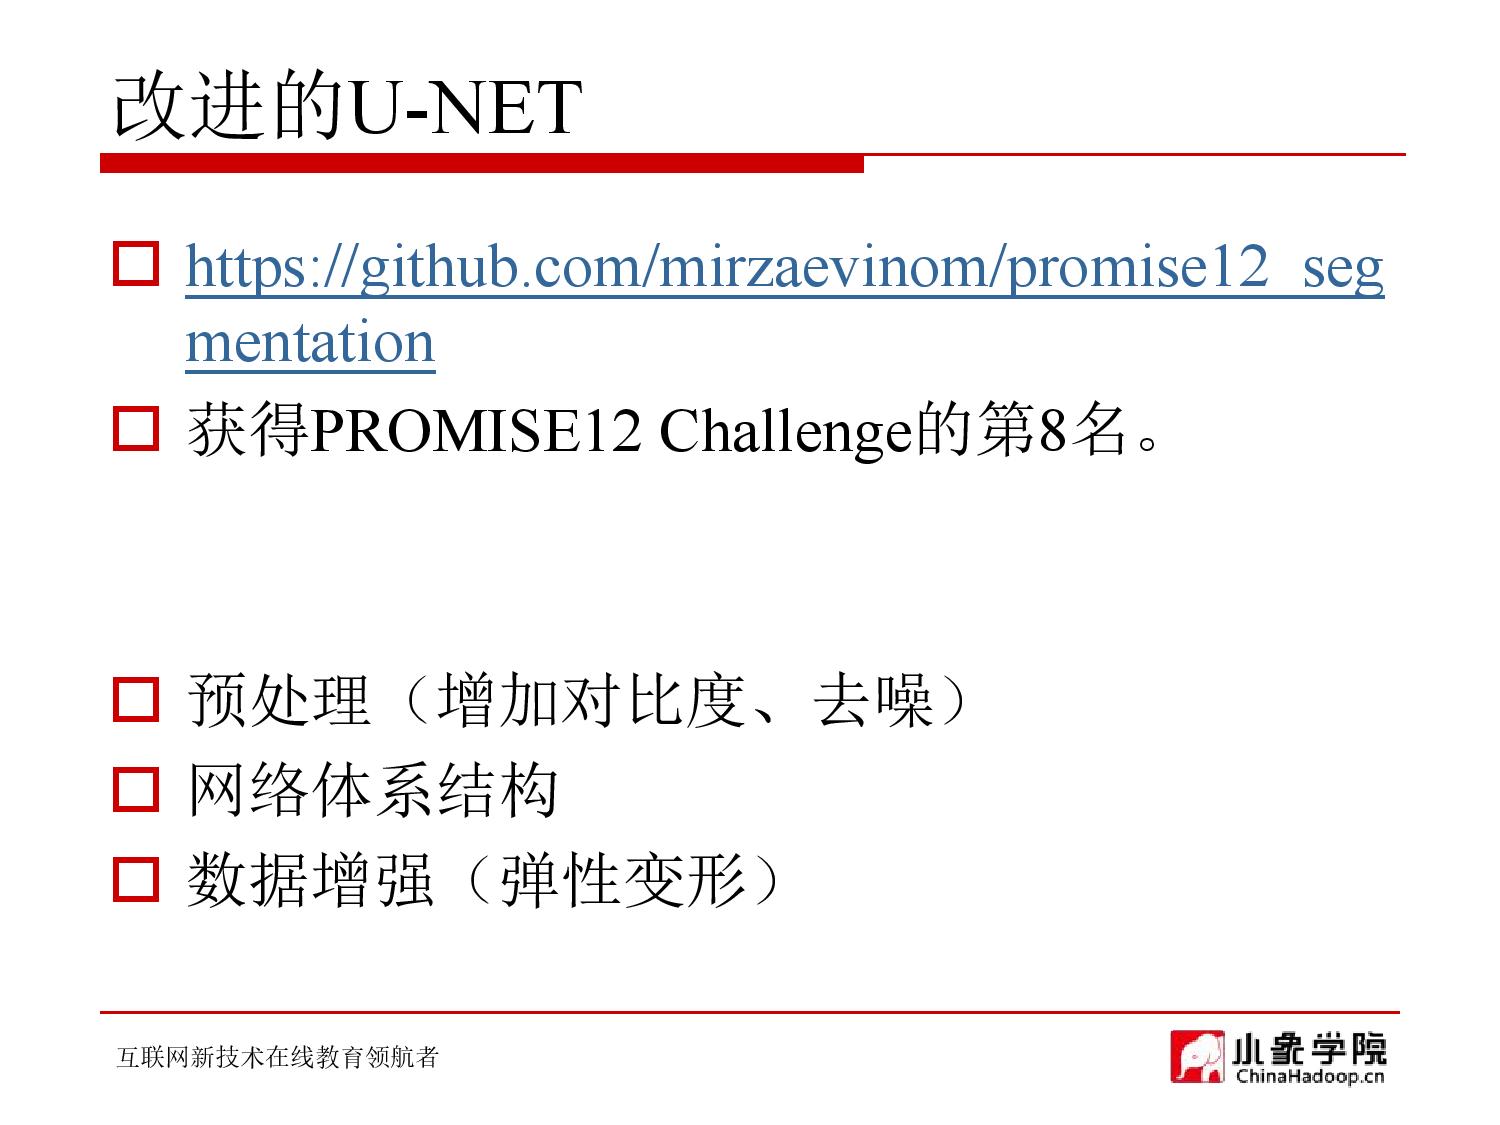 改进的U-NET
https://github.com/mirzaevinom/promise12_seg
mentation
获得PROMISE12 Challenge的第8名。
预处理（增加对比度、去噪）
网络体系结构
数据增强（弹性变形）
互联网新技术在线教育领航者
小象学院
ChinaHadoop.cn